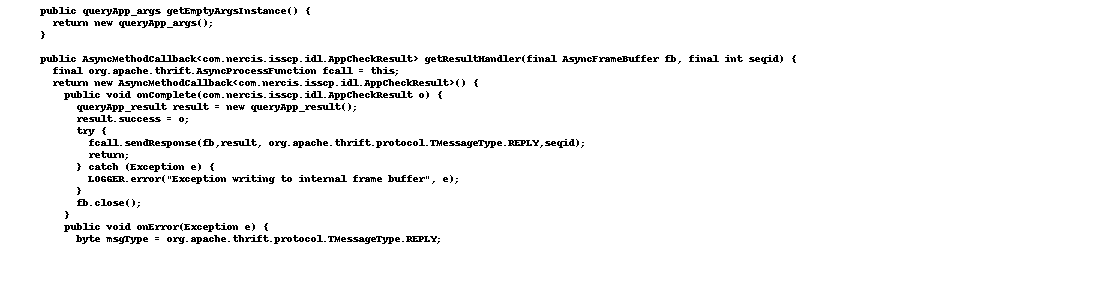 public queryApp_args getEmptyArgsInstance() {
return new queryApp_args();
}
public AsyncMethodCallback<com.nercis.isscp.idl.AppCheckResult> getResultHandler(final AsyncFrameBuffer fb, final int seqid) {
final org.apache.thrift.AsyncProcessFunction fcall = this;
return new AsyncMethodCallback<com.nercis.isscp.idl.AppCheckResult>() {
public void onComplete(com.nercis.isscp.idl.AppCheckResult o) {
queryApp_result result = new queryApp_result();
result.success = o;
try {
fcall.sendResponse(fb,result, org.apache.thrift.protocol.TMessageType.REPLY,seqid);
return;
} catch (Exception e) {
LOGGER.error("Exception writing to internal frame buffer", e);
}
fb.close();
}
public void onError(Exception e) {
byte msgType = org.apache.thrift.protocol.TMessageType.REPLY;